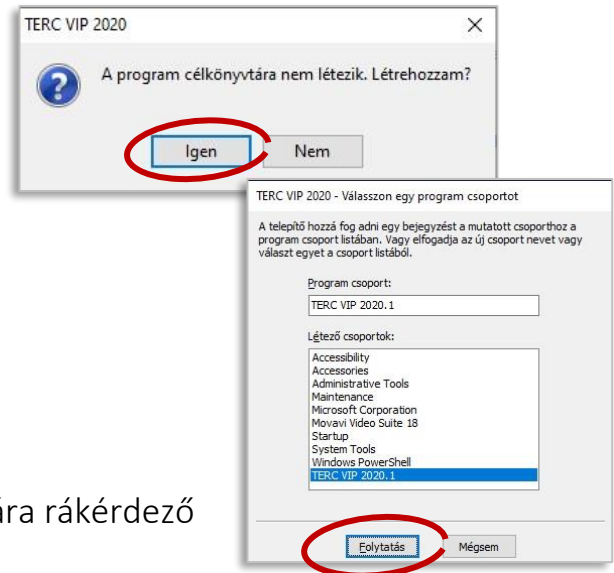 TERC VIP 2020
A program célkönyvtára nem létezik. Létrehozzam?
Igen Nem
TERC VIP 2020 - Válasszon egy program csoportot
A telepítő hozzá fog adni egy bejegyzést a mutatott csoporthoz a
program csoport listában. Vagy elfogadja az új csoport nevet vagy
választ egyet a csoport listából.
Program csoport:
TERC VIP 2020.1
Létező csoportok:
Accessibility
Accessories
Administrative Tools
Maintenance
Microsoft Corporation
Movavi Video Suite 18
Startup
System Tools
Windows PowerShell
TERC VIP 2020.1
rákérdező
Folytatás Mégsem